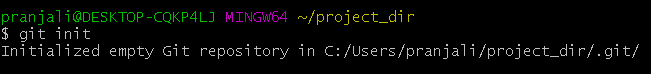 pranjali@DESKTOP-CQKP4LJ MINGW64 ~/project_dir
$ git init
Initialized empty Git repository in C:/Users/pranjali/project_dir/.git/